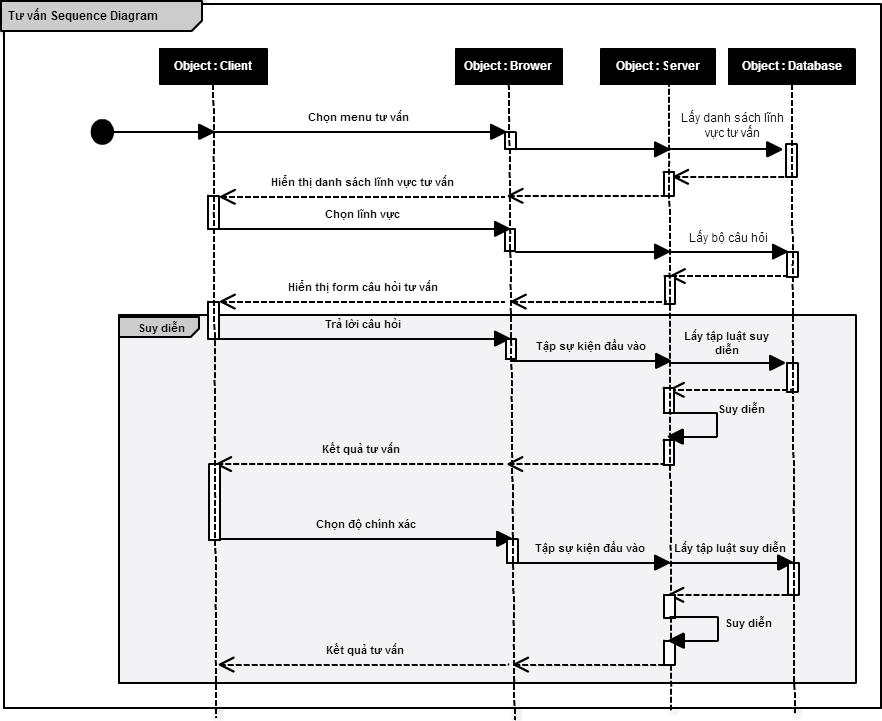 Tư vấn Sequence Diagram
Object : Client
Object : Brower
Object : Server
Object : Database
Chọn menu tư vấn
Lấy danh sách lĩnh
vực tư vấn
Hiển thị danh sách lĩnh vực tư vấn
Chọn lĩnh vực
Lấy bộ câu hỏi
Hiển thị form câu hỏi tư vấn
Suy diễn
Trả lời câu hỏi
Tập sự kiện đầu vào
Lấy tập luật suy
diễn
Suy diễn
Kết quả tư vấn
Chọn độ chính xác
Tập sự kiện đầu vào
Lấy tập luật suy diễn
Suy diễn
Kết quả tư vấn